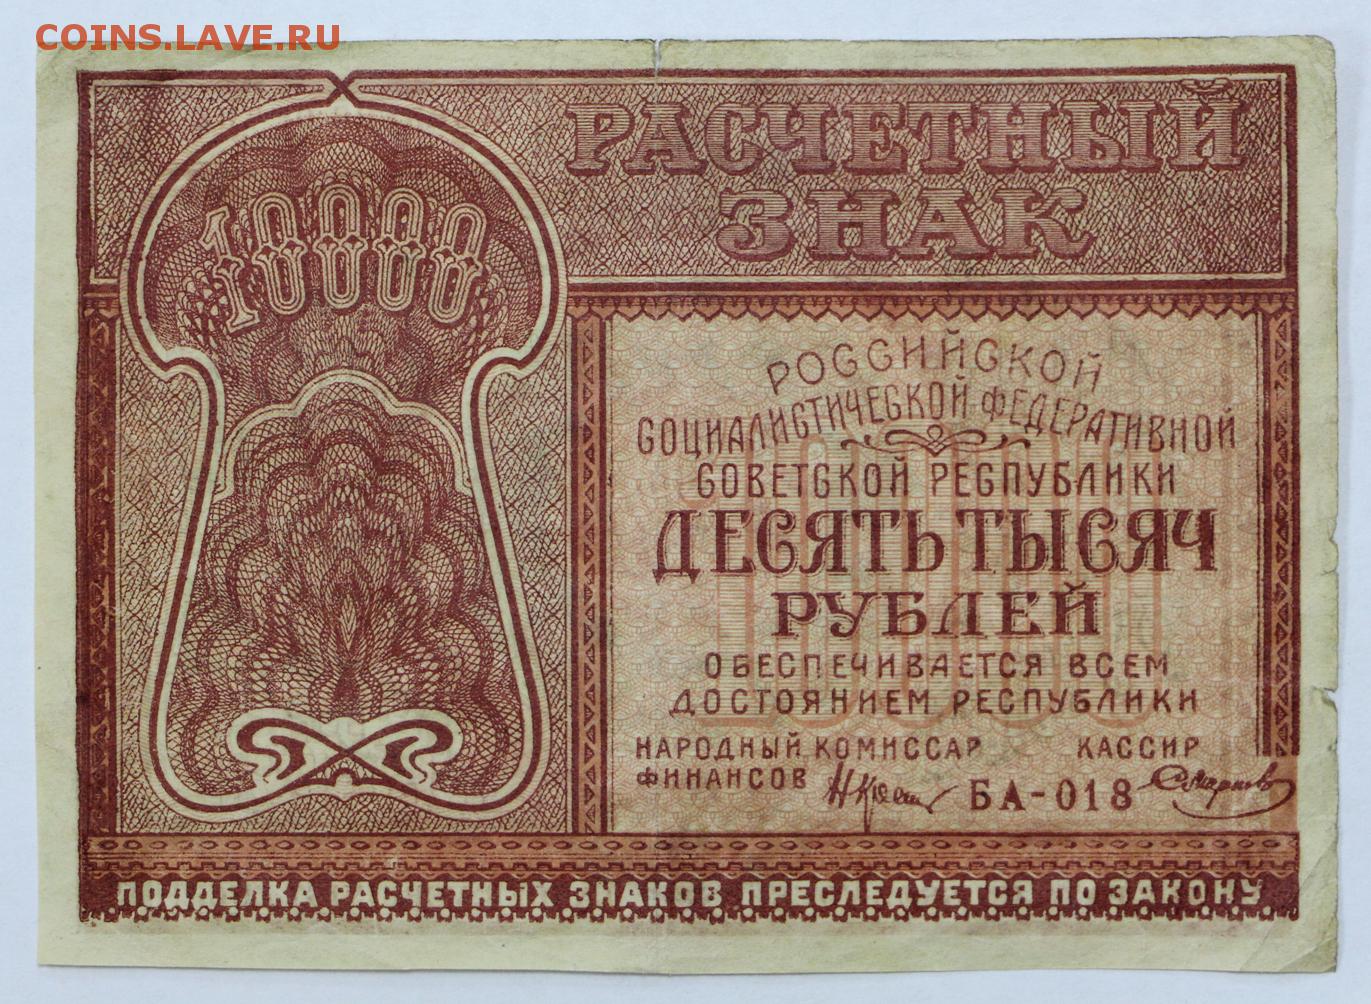 COINS.LAVE.RU
РАСЧЕТНЫЙ
ЗНАК
10000
РОССИЙСКОЙ
СОЦИАЛИСТИЧЕСКОЙ ФЕДЕРАТИВНОЙ
СОВЕТСКОЙ РЕСПУБЛИКИ
ДЕСЯТЬ ТЫСЯЧ
РУБЛЕЙ
ОБЕСПЕЧИВАЕТСЯ ВСЕМ
ДОСТОЯНИЕМ РЕСПУБЛИКИ
НАРОДНЫЙ КОМИССАР КАССИР
ФИНАНСОВ БА-018
ПОДДЕЛКА РАСЧЕТНЫХ ЗНАКОВ ПРЕСЛЕДУЕТСЯ ПО ЗАКОНУ